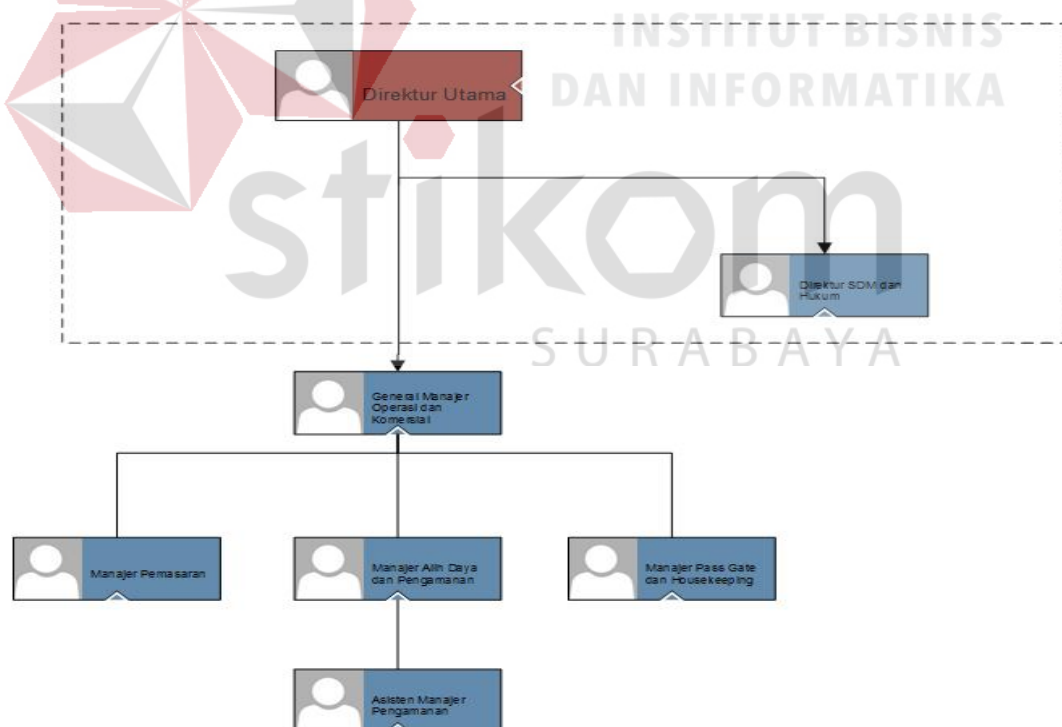 INSTITUT BISNIS
DAN INFORMATIKA
stikom
SURABAYA
Direktur Utama
Direktur SDM dan
Hukum
General Manajer
Operasi dan
Komersial
Manajer Pemasaran
Manajer Alih Daya
dan Pengamanan
Manajer Pass Gate
dan Housekeeping
Asisten Manajer
Pengamanan